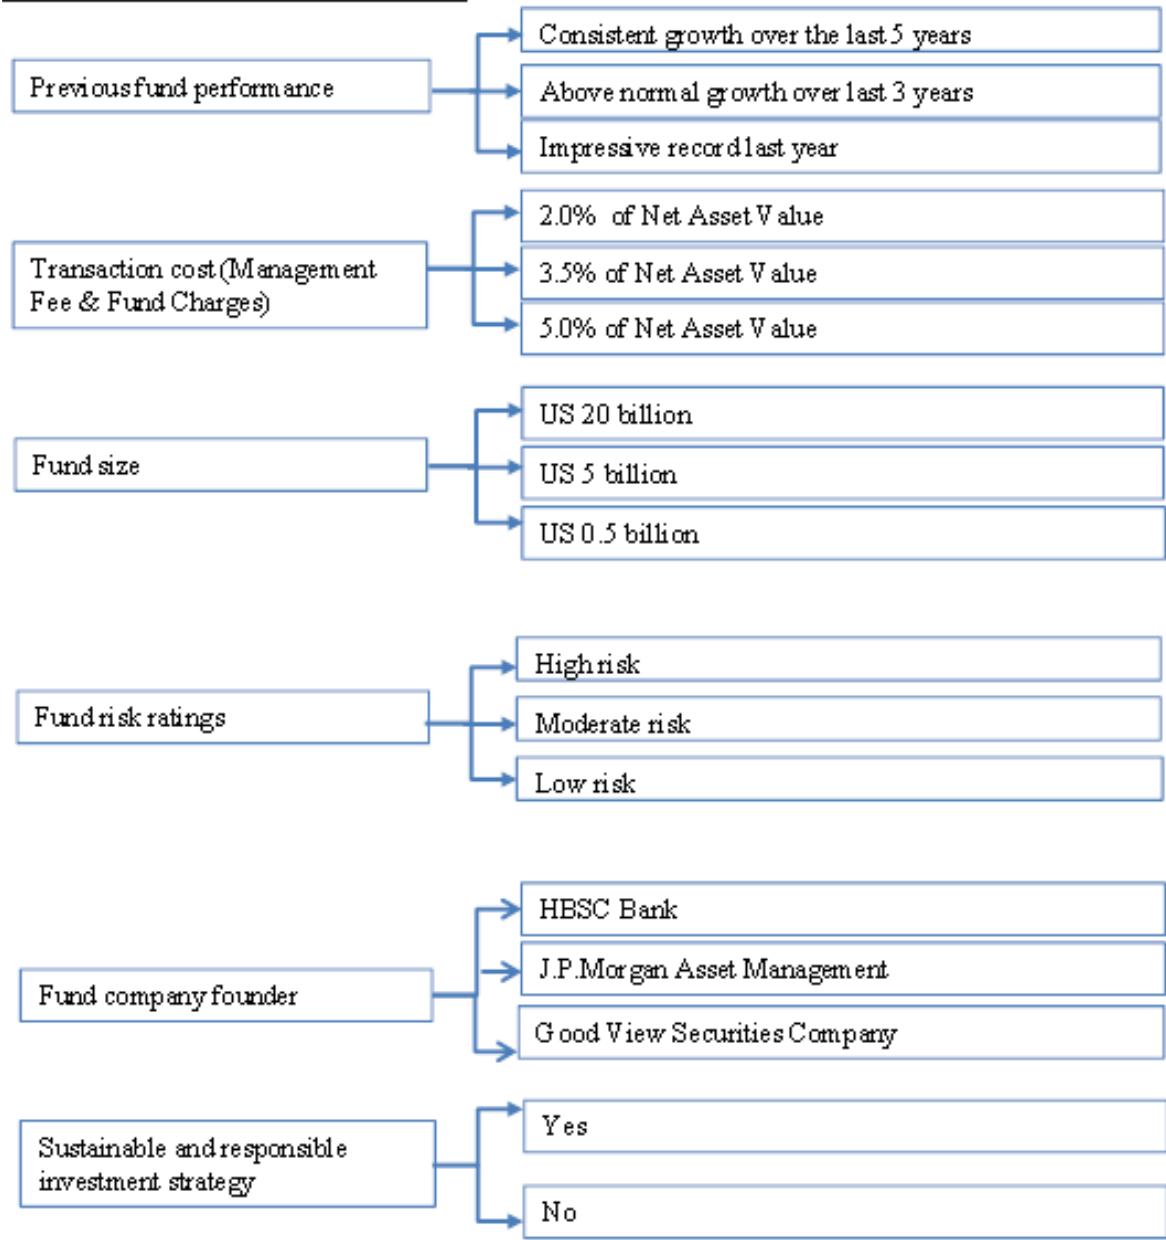 Previous fund performance
Consistent growth over the last 5 years
Above normal growth over last 3 years
Impressive record last year
Transaction cost (Management
Fee & Fund Charges)
2.0% of Net Asset Value
3.5% of Net Asset Value
5.0% of Net Asset Value
Fund size
US 20 billion
US 5 billion
US 0.5 billion
Fund risk ratings
High risk
Moderate risk
Low risk
Fund company founder
HBSC Bank
J.P.Morgan Asset Management
Good View Securities Company
Sustainable and responsible
investment strategy
Yes
No